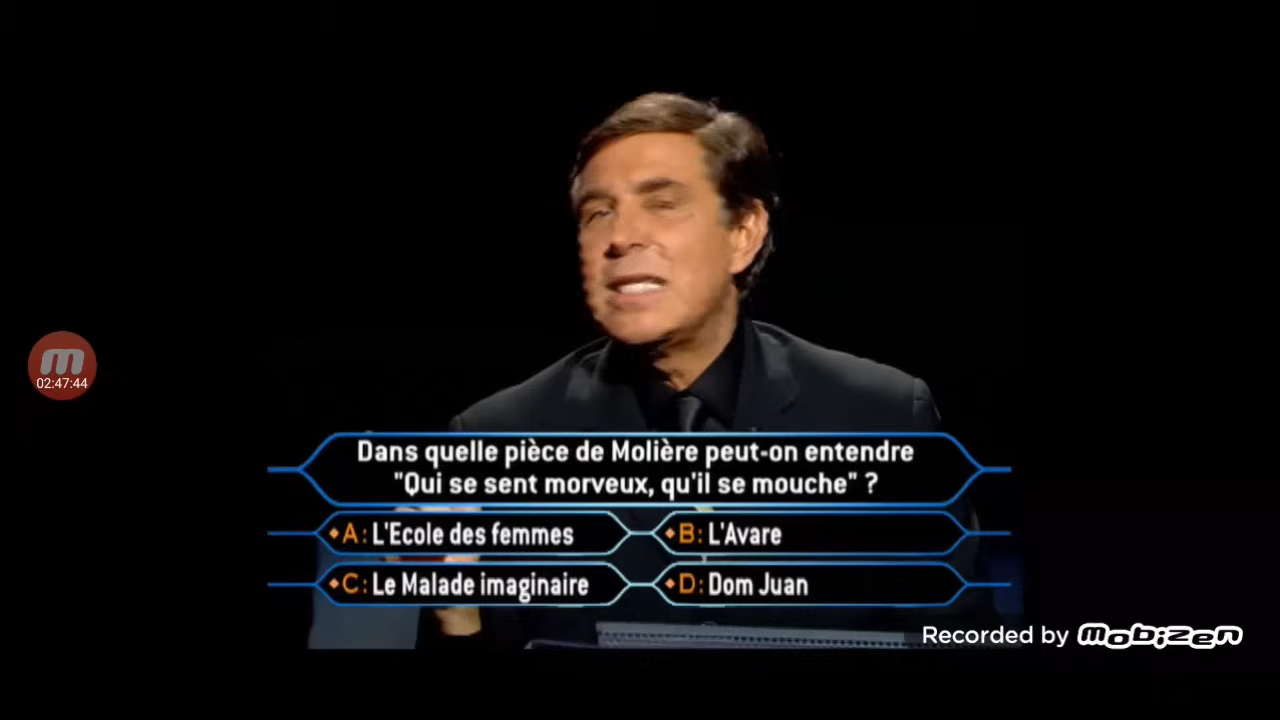 Dans quelle pièce de Molière peut-on entendre
"Qui se sent morveux, qu'il se mouche" ?
A: L'Ecole des femmes
B: L'Avare
C: Le Malade imaginaire
D: Dom Juan
02:47:44
Recorded by mobizen